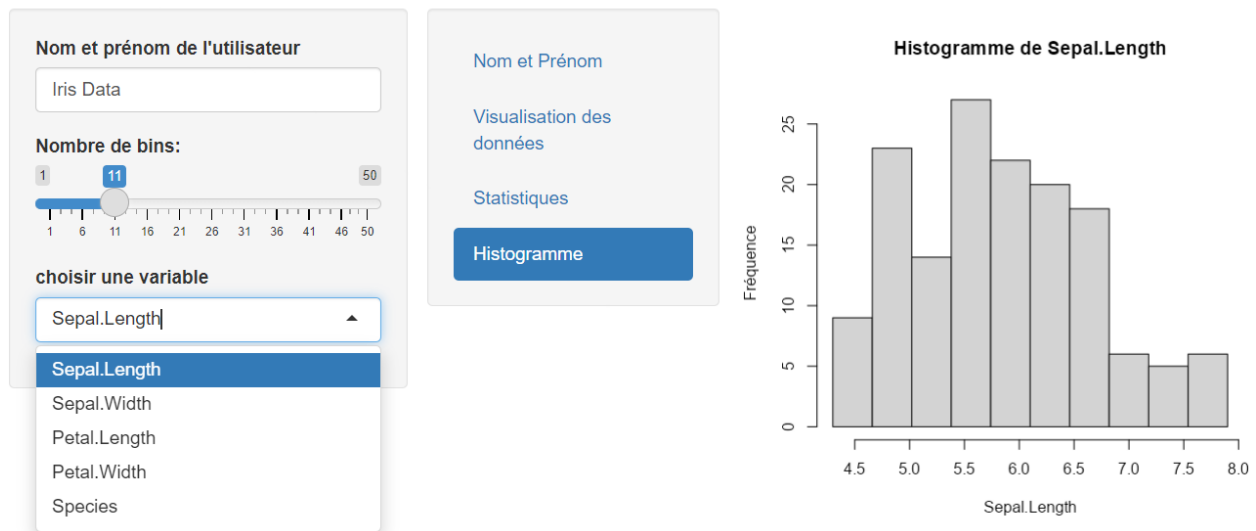 Nom et prénom de l'utilisateur
Iris Data
Nombre de bins:
1 11 50
1 6 11 16 21 26 31 36 41 46 50
choisir une variable
Sepal.Length
Sepal.Length
Sepal.Width
Petal.Length
Petal.Width
Species
Nom et Prénom
Visualisation des
données
Statistiques
Histogramme
Histogramme de Sepal.Length
Fréquence
25
20
15
10
5
0
4.5 5.0 5.5 6.0 6.5 7.0 7.5 8.0
Sepal.Length